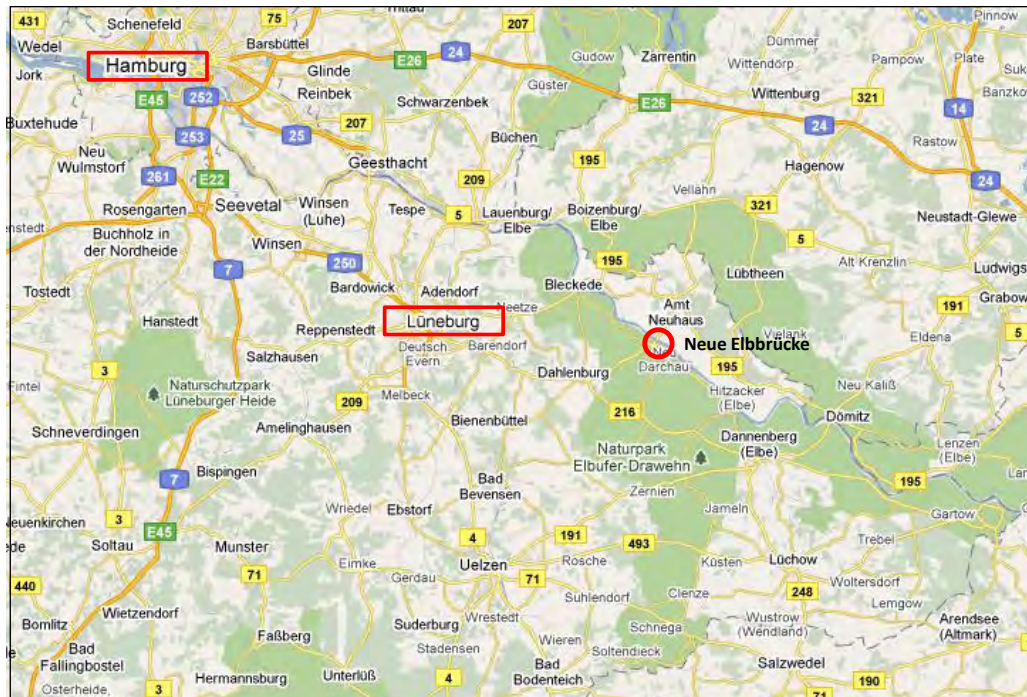 431
Schenefeld
75
Trittau
207
Pinnow
Wedel
Barsbüttel
E26
24
Gudow
Zarrentin
Dümmer
Wittendörp
Pampow
Plate
Hamburg
Jork
Glinde
Reinbek
Güster
E26
Wittenburg
321
14
Banzko
E45
252
Schwarzenbek
207
Buxtehude
253
25
Büchen
24
Rastow
Neu
Wulmstorf
Geesthacht
195
Hagenow
261
E22
209
24
Vellahn
Rosengarten
Seevetal
Winsen
(Luhe)
Tespe
5
Lauenburg/
Elbe
Boizenburg/
Elbe
321
Neustadt-Glewe
Buchholz in
der Nordheide
Winsen
5
7
250
195
Lübtheen
Alt Krenzlin
Ludwigs
Tostedt
Bardowick
Adendorf
Bleckede
191
Grabow
Neetze
Amt
Neuhaus
Hanstedt
Reppenstedt
Lüneburg
Vielank
Eldena
5
Deutsch
Evern
Barendorf
Neu
Darchau
Neue Elbbrücke
Salzhausen
195
3
Dahlenburg
Neu Kaliß
Fintel
Naturschutzpark
Lüneburger Heide
Melbeck
Hitzacker
(Elbe)
209
Bienenbüttel
216
Dömitz
Schneverdingen
Amelinghausen
Dannenberg
(Elbe)
Lenzen
(Elbe)
Naturpark
Elbufer-Drawehn
7
Bispingen
Bad
Bevensen
195
Zernien
Neuenkirchen
3
Wriedel
Ebstorf
Jameln
Gartow
E45
4
191
493
Trebel
Soltau
Munster
Eimke
Uelzen
Rosche
Küsten
Lüchow
440
71
Gerdau
71
Woltersdorf
Wietzendorf
Suhlendorf
Clenze
248
Lemgow
Bomlitz
Faßberg
Suderburg
Wrestedt
Schnega
Wustrow
(Wendland)
Arendsee
(Altmark)
Bad
Fallingbostel
Stadensen
Wieren
Soltendieck
Hermannsburg
Unterlüß
Bad
Bodenteich
Salzwedel
Osterheide,
3
4
71
190